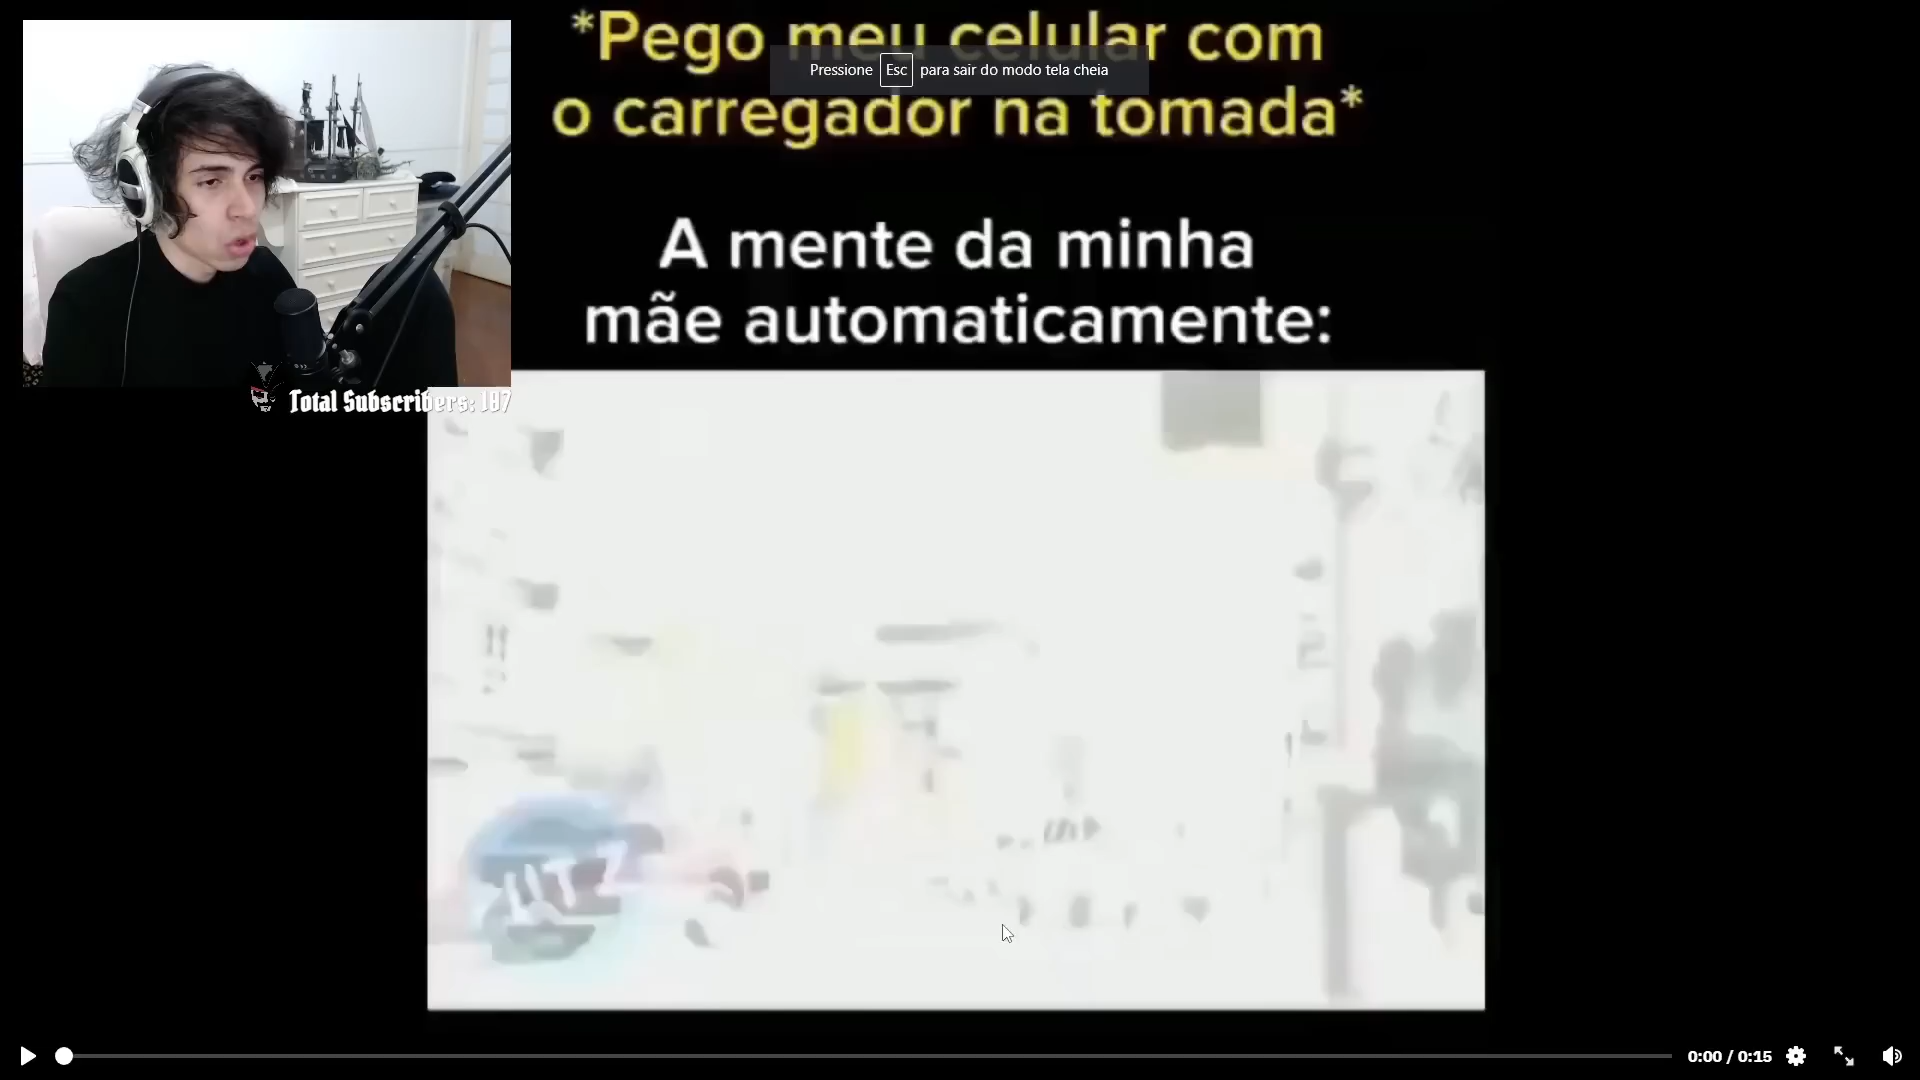 *Pego meu celular com
o carregador na tomada*
Pressione Esc para sair do modo tela cheia
A mente da minha
mãe automaticamente:
Total Subscribers: 187
0:00 / 0:15